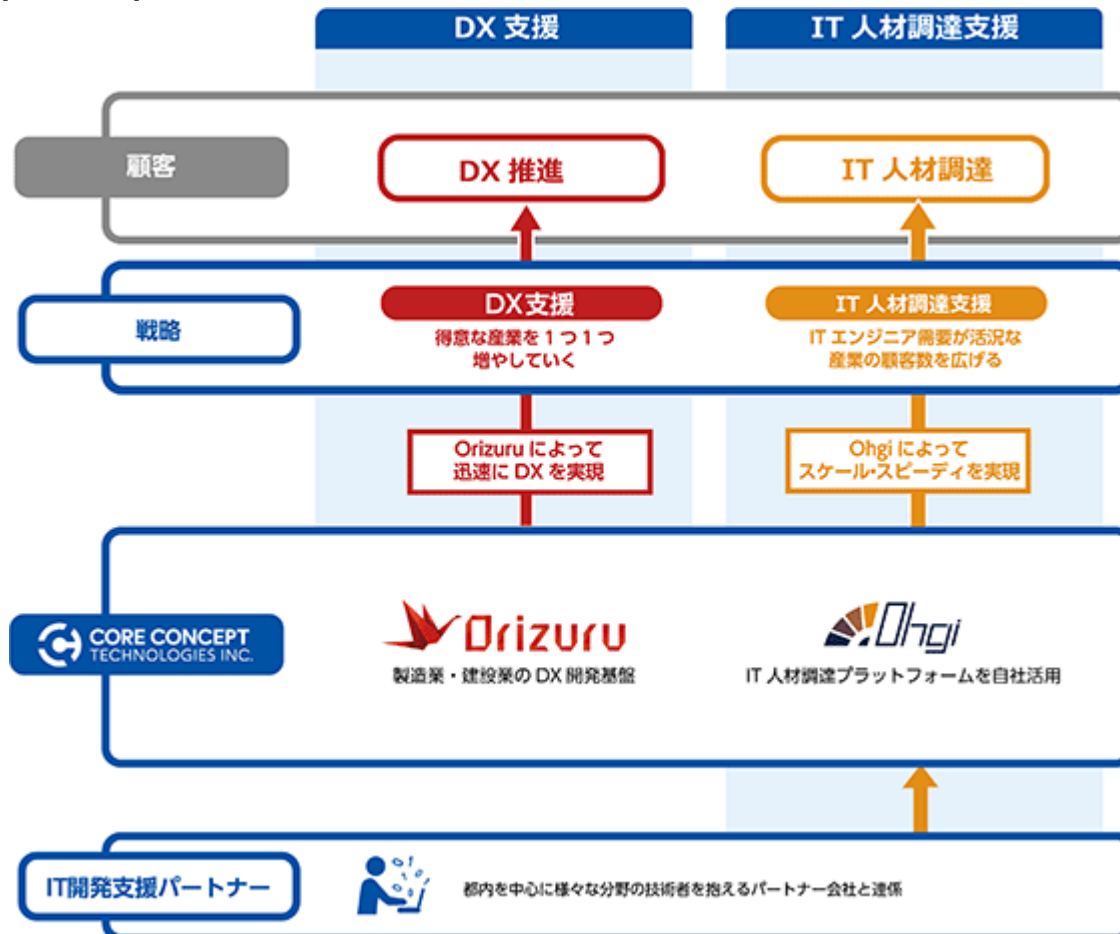 DX 支援
IT 人材調達支援
顧客
DX 推進
IT 人材調達
戦略
DX支援
得意な産業を1つ1つ
増やしていく
IT 人材調達支援
IT エンジニア需要が活況な
産業の顧客数を広げる
Orizuru によって
迅速に DX を実現
Ohgi によって
スケール・スピーディを実現
CORE CONCEPT
TECHNOLOGIES INC.
Orizuru
製造業・建設業の DX 開発基盤
Ohgi
IT 人材調達プラットフォームを自社活用
IT開発支援パートナー
都内を中心に様々な分野の技術者を抱えるパートナー会社と連係